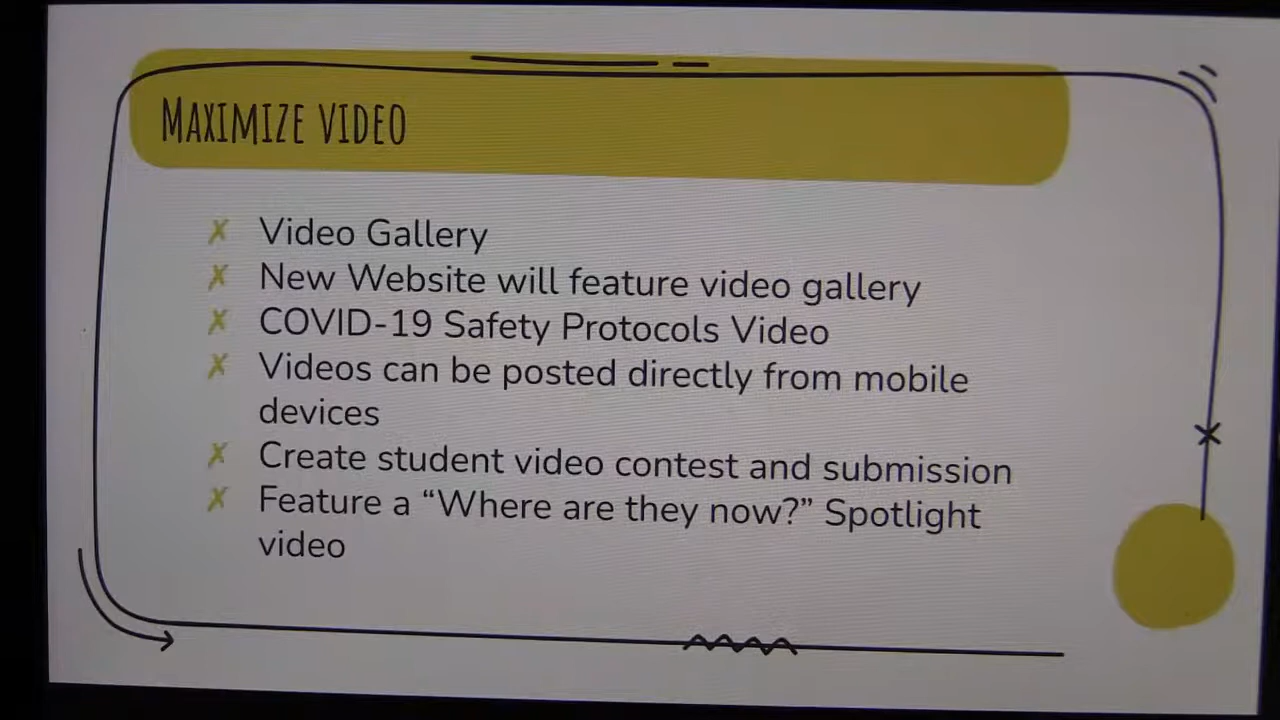 MAXIMIZE VIDEO
✗ Video Gallery
✗ New Website will feature video gallery
✗ COVID-19 Safety Protocols Video
✗ Videos can be posted directly from mobile
devices
✗ Create student video contest and submission
✗ Feature a “Where are they now?” Spotlight
video